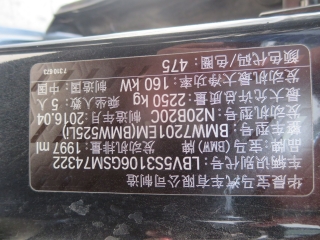 华晨宝马汽车有限公司制造
车辆识别代号: LBV5S3106GSM74322
品牌: 宝马(BMW)牌 发动机排量: 1997 ml
车辆型号: BMW7201EM(BMW525Li)
发动机型号: N20B20C 制造年月: 2016.04
最大允许总质量: 2250 kg 乘坐人数: 5 人
发动机最大净功率: 160 kW 制造国: 中国
颜色代码/色圈: 475
7310673